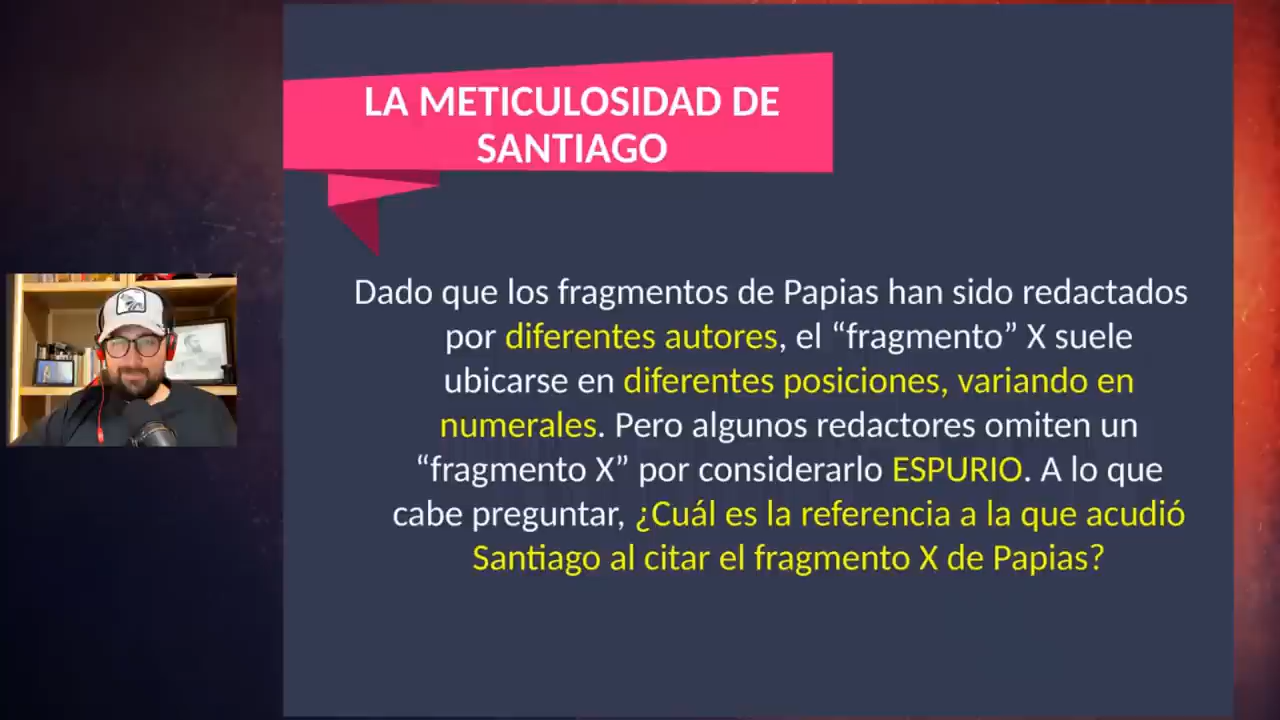 LA METICULOSIDAD DE
SANTIAGO
Dado que los fragmentos de Papias han sido redactados
por diferentes autores, el “fragmento” X suele
ubicarse en diferentes posiciones, variando en
numerales. Pero algunos redactores omiten un
“fragmento X” por considerarlo ESPURIO. A lo que
cabe preguntar, ¿Cuál es la referencia a la que acudió
Santiago al citar el fragmento X de Papias?